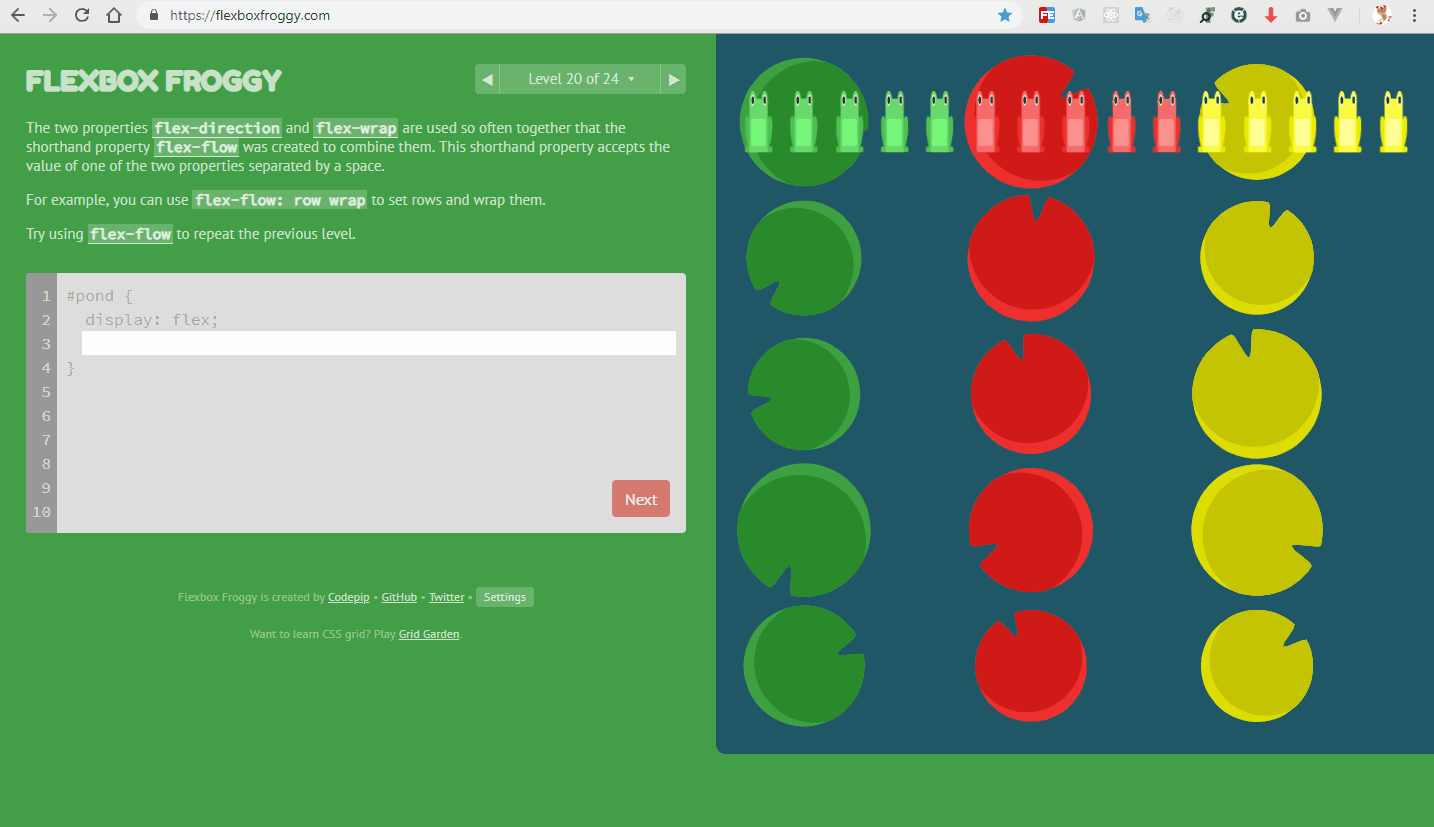 https://flexboxfroggy.com
FLEXBOX FROGGY
◀ Level 20 of 24 ▾ ▶
The two properties flex-direction and flex-wrap are used so often together that the
shorthand property flex-flow was created to combine them. This shorthand property accepts the
value of one of the two properties separated by a space.
For example, you can use flex-flow: row wrap to set rows and wrap them.
Try using flex-flow to repeat the previous level.
1 #pond {
2 display: flex;
3
4 }
5
6
7
8
9
10
Next
Flexbox Froggy is created by Codepip • GitHub • Twitter • Settings
Want to learn CSS grid? Play Grid Garden.